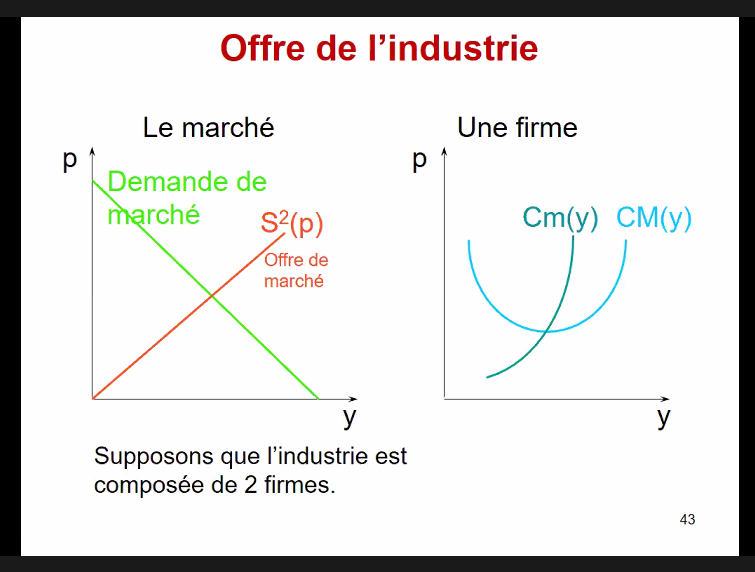 Offre de l’industrie
Le marché
Une firme
p
Demande de
marché
S²(p)
Offre de
marché
y
p
Cm(y) CM(y)
y
Supposons que l’industrie est
composée de 2 firmes.
43